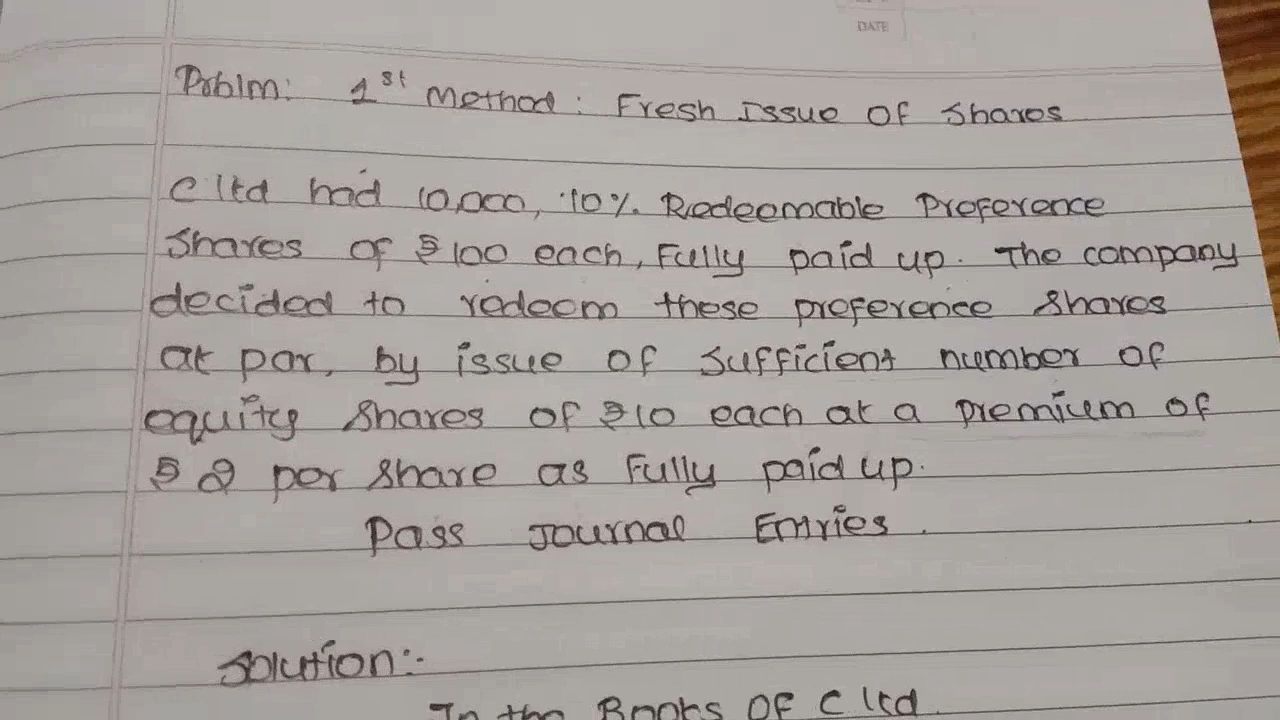 DATE
Problm: 1st Method: Fresh Issue Of Shares
C ltd had 10,000, 10% Redeemable Preference
Shares of ₹100 each, Fully paid up. The company
decided to redeem these preference shares
at par, by issue of sufficient number of
equity shares of ₹10 each at a premium of
₹ 2 per share as Fully paid up.
Pass Journal Entries.
Solution:-
In the Books Of C ltd